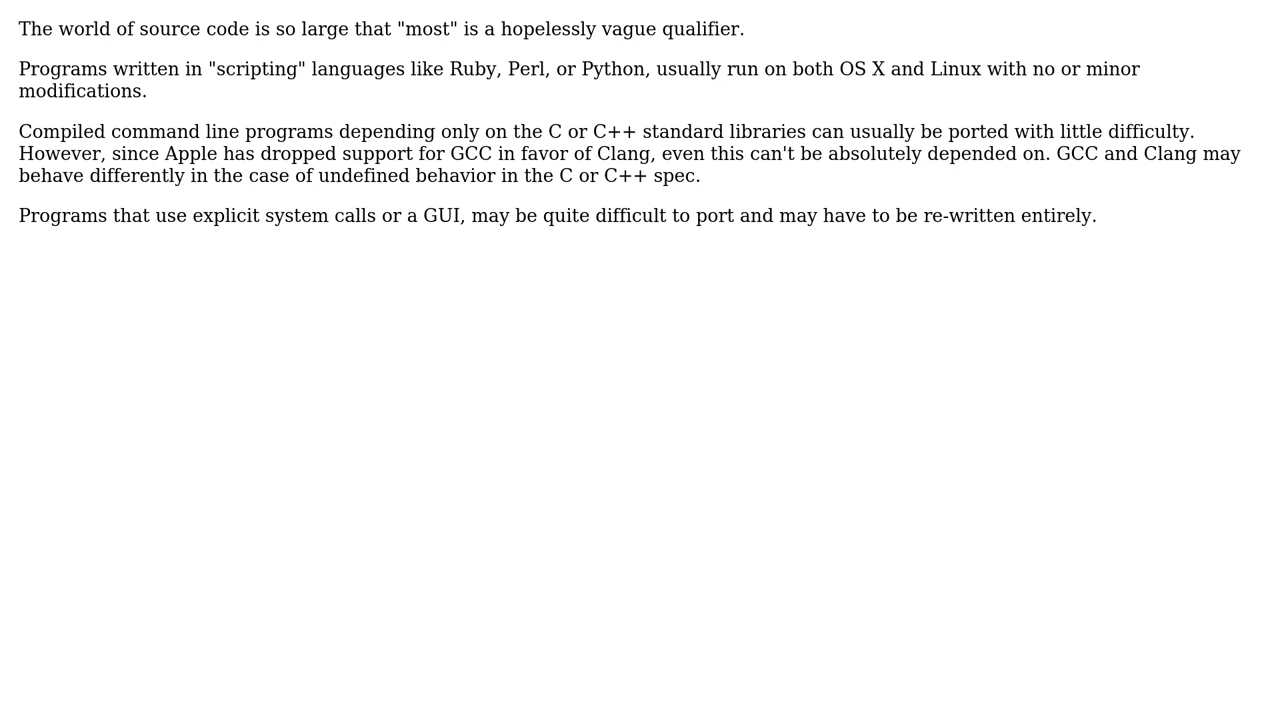 The world of source code is so large that "most" is a hopelessly vague qualifier.
Programs written in "scripting" languages like Ruby, Perl, or Python, usually run on both OS X and Linux with no or minor
modifications.
Compiled command line programs depending only on the C or C++ standard libraries can usually be ported with little difficulty.
However, since Apple has dropped support for GCC in favor of Clang, even this can't be absolutely depended on. GCC and Clang may
behave differently in the case of undefined behavior in the C or C++ spec.
Programs that use explicit system calls or a GUI, may be quite difficult to port and may have to be re-written entirely.